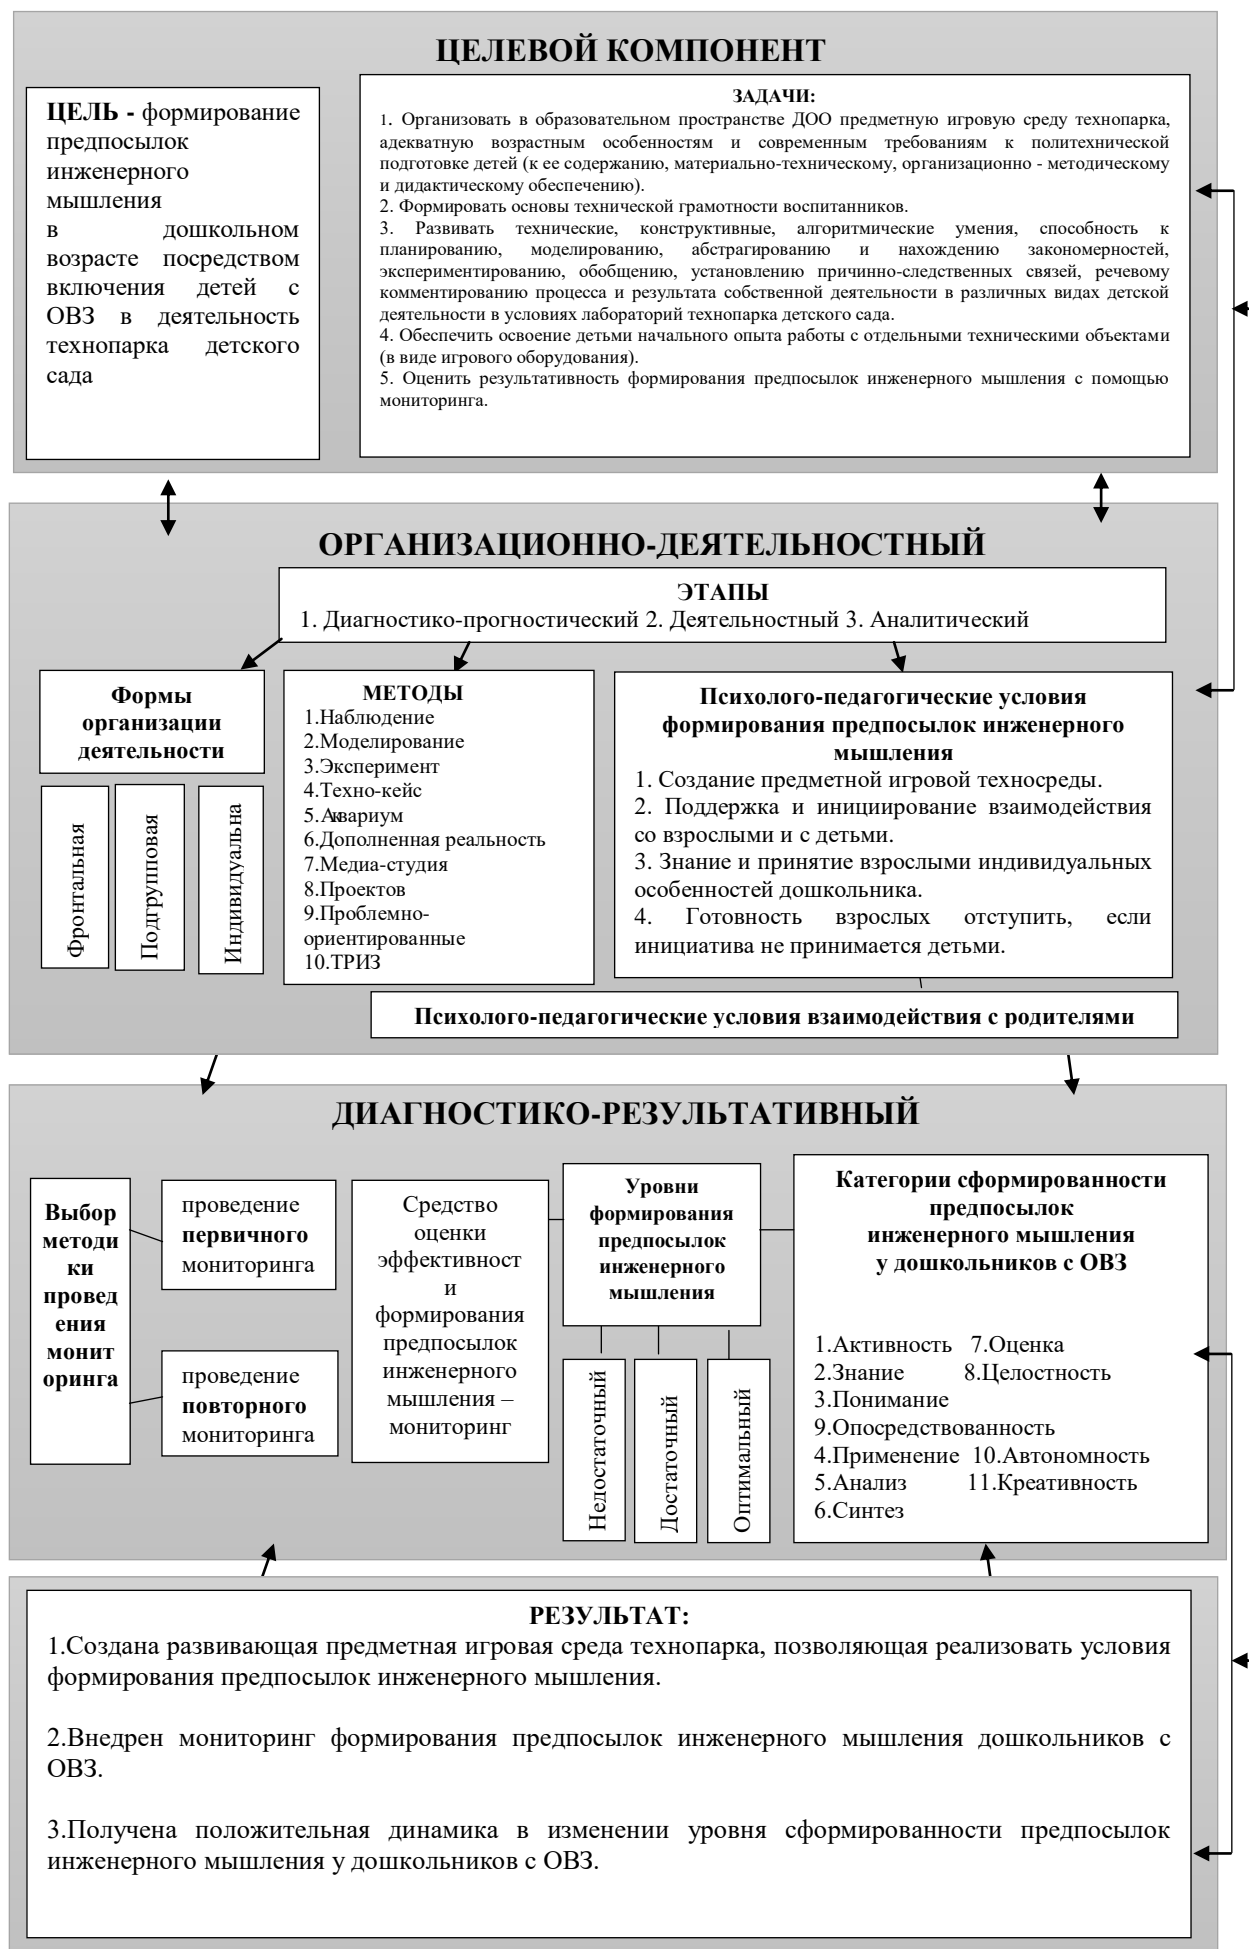 ЦЕЛЕВОЙ КОМПОНЕНТ
ЦЕЛЬ - формирование
предпосылок
инженерного
мышления
в дошкольном
возрасте посредством
включения детей с
ОВЗ в деятельность
технопарка детского
сада
ЗАДАЧИ:
1. Организовать в образовательном пространстве ДОО предметную игровую среду технопарка,
адекватную возрастным особенностям и современным требованиям к политехнической
подготовке детей (к ее содержанию, материально-техническому, организационно - методическому
и дидактическому обеспечению).
2. Формировать основы технической грамотности воспитанников.
3. Развивать технические, конструктивные, алгоритмические умения, способность к
планированию, моделированию, абстрагированию и нахождению закономерностей,
экспериментированию, обобщению, установлению причинно-следственных связей, речевому
комментированию процесса и результата собственной деятельности в различных видах детской
деятельности в условиях лабораторий технопарка детского сада.
4. Обеспечить освоение детьми начального опыта работы с отдельными техническими объектами
(в виде игрового оборудования).
5. Оценить результативность формирования предпосылок инженерного мышления с помощью
мониторинга.
ОРГАНИЗАЦИОННО-ДЕЯТЕЛЬНОСТНЫЙ
ЭТАПЫ
1. Диагностико-прогностический 2. Деятельностный 3. Аналитический
Формы
организации
деятельности
Фронтальная
Подгрупповая
Индивидуальна
МЕТОДЫ
1.Наблюдение
2.Моделирование
3.Эксперимент
4.Техно-кейс
5.Аквариум
6.Дополненная реальность
7.Медиа-студия
8.Проектов
9.Проблемно-
ориентированные
10.ТРИЗ
Психолого-педагогические условия
формирования предпосылок инженерного
мышления
1. Создание предметной игровой техносреды.
2. Поддержка и инициирование взаимодействия
со взрослыми и с детьми.
3. Знание и принятие взрослыми индивидуальных
особенностей дошкольника.
4. Готовность взрослых отступить, если
инициатива не принимается детьми.
Психолого-педагогические условия взаимодействия с родителями
ДИАГНОСТИКО-РЕЗУЛЬТАТИВНЫЙ
Выбор
методи
ки
провед
ения
монит
оринга
проведение
первичного
мониторинга
проведение
повторного
мониторинга
Средство
оценки
эффективност
и
формирования
предпосылок
инженерного
мышления –
мониторинг
Уровни
формирования
предпосылок
инженерного
мышления
Недостаточный
Достаточный
Оптимальный
Категории сформированности
предпосылок
инженерного мышления
у дошкольников с ОВЗ
1.Активность 7.Оценка
2.Знание 8.Целостность
3.Понимание
9.Опосредствованность
4.Применение 10.Автономность
5.Анализ 11.Креативность
6.Синтез
РЕЗУЛЬТАТ:
1.Создана развивающая предметная игровая среда технопарка, позволяющая реализовать условия
формирования предпосылок инженерного мышления.
2.Внедрен мониторинг формирования предпосылок инженерного мышления дошкольников с
ОВЗ.
3.Получена положительная динамика в изменении уровня сформированности предпосылок
инженерного мышления у дошкольников с ОВЗ.